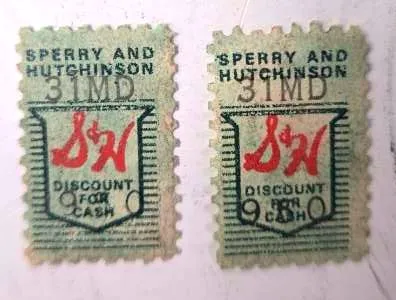 SPERRY AND
HUTCHINSON
31MD
S&H
DISCOUNT
FOR
CASH
SPERRY AND
HUTCHINSON
31MD
S&H
DISCOUNT
FOR
CASH